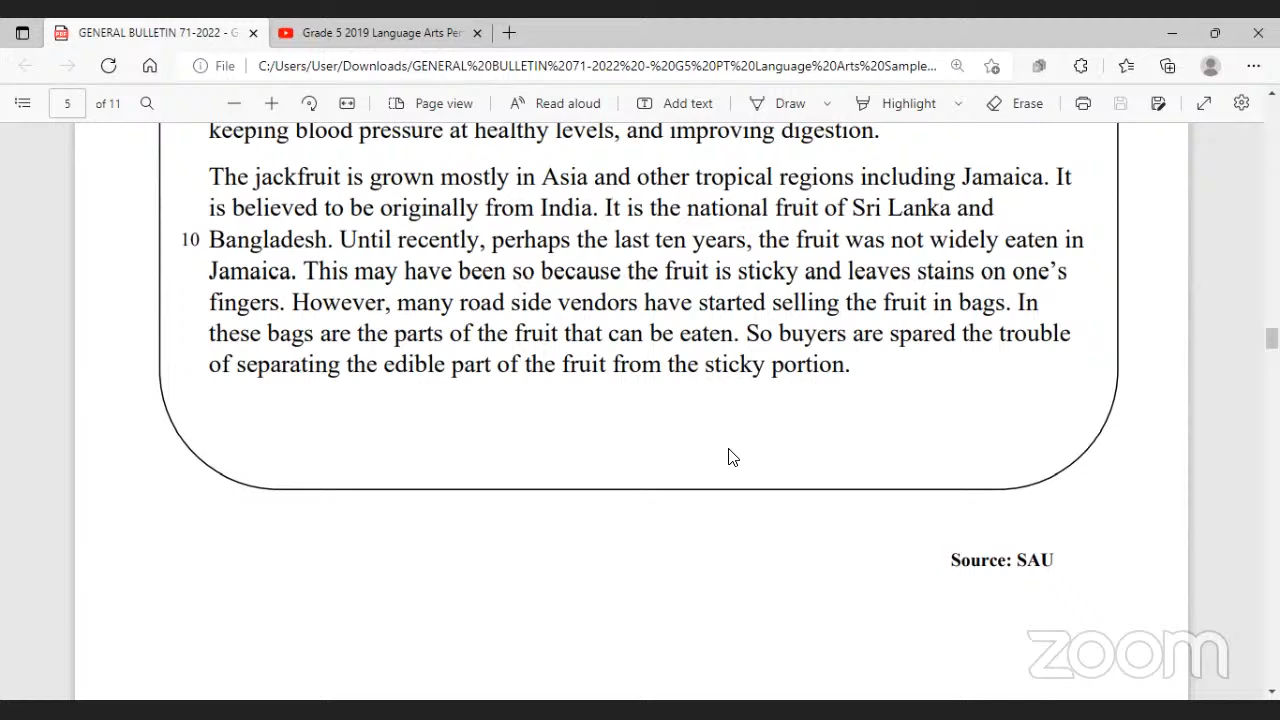 GENERAL BULLETIN 71-2022 - G
Grade 5 2019 Language Arts Per
File
C:/Users/User/Downloads/GENERAL%20BULLETIN%2071-2022%20-%20G5%20PT%20Language%20Arts%20Sample...
5 of 11
Page view
Read aloud
Add text
Draw
Highlight
Erase
keeping blood pressure at healthy levels, and improving digestion.
The jackfruit is grown mostly in Asia and other tropical regions including Jamaica. It
is believed to be originally from India. It is the national fruit of Sri Lanka and
10 Bangladesh. Until recently, perhaps the last ten years, the fruit was not widely eaten in
Jamaica. This may have been so because the fruit is sticky and leaves stains on one's
fingers. However, many road side vendors have started selling the fruit in bags. In
these bags are the parts of the fruit that can be eaten. So buyers are spared the trouble
of separating the edible part of the fruit from the sticky portion.
Source: SAU
zoom